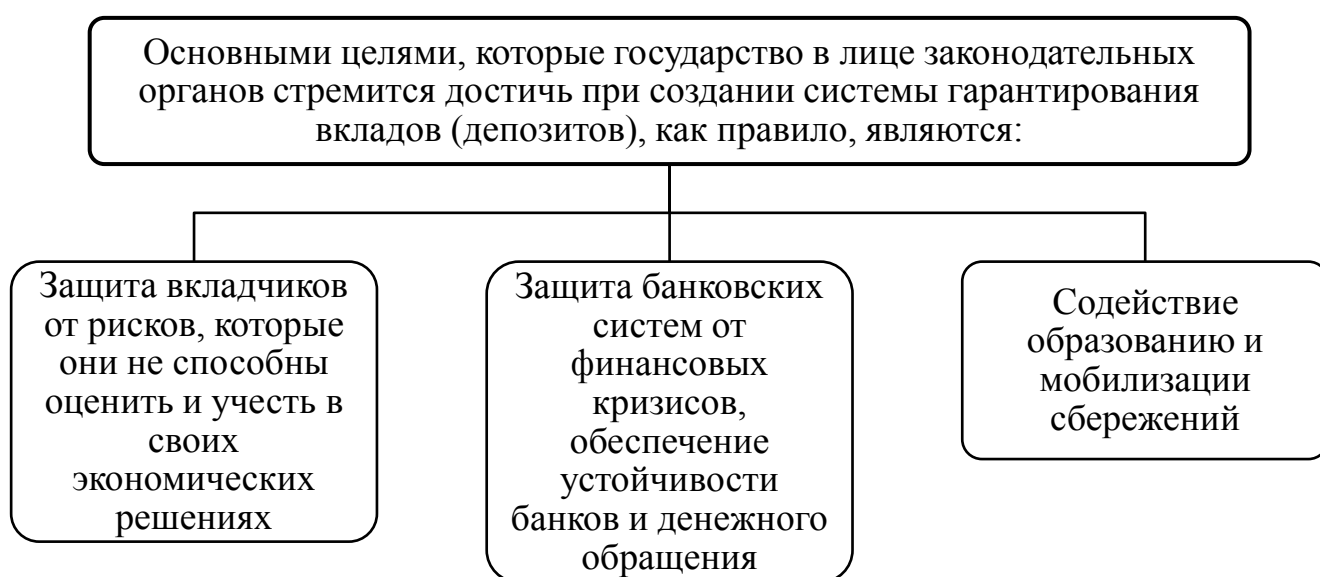 Основными целями, которые государство в лице законодательных
органов стремится достичь при создании системы гарантирования
вкладов (депозитов), как правило, являются:
Защита вкладчиков
от рисков, которые
они не способны
оценить и учесть в
своих
экономических
решениях
Защита банковских
систем от
финансовых
кризисов,
обеспечение
устойчивости
банков и денежного
обращения
Содействие
образованию и
мобилизации
сбережений